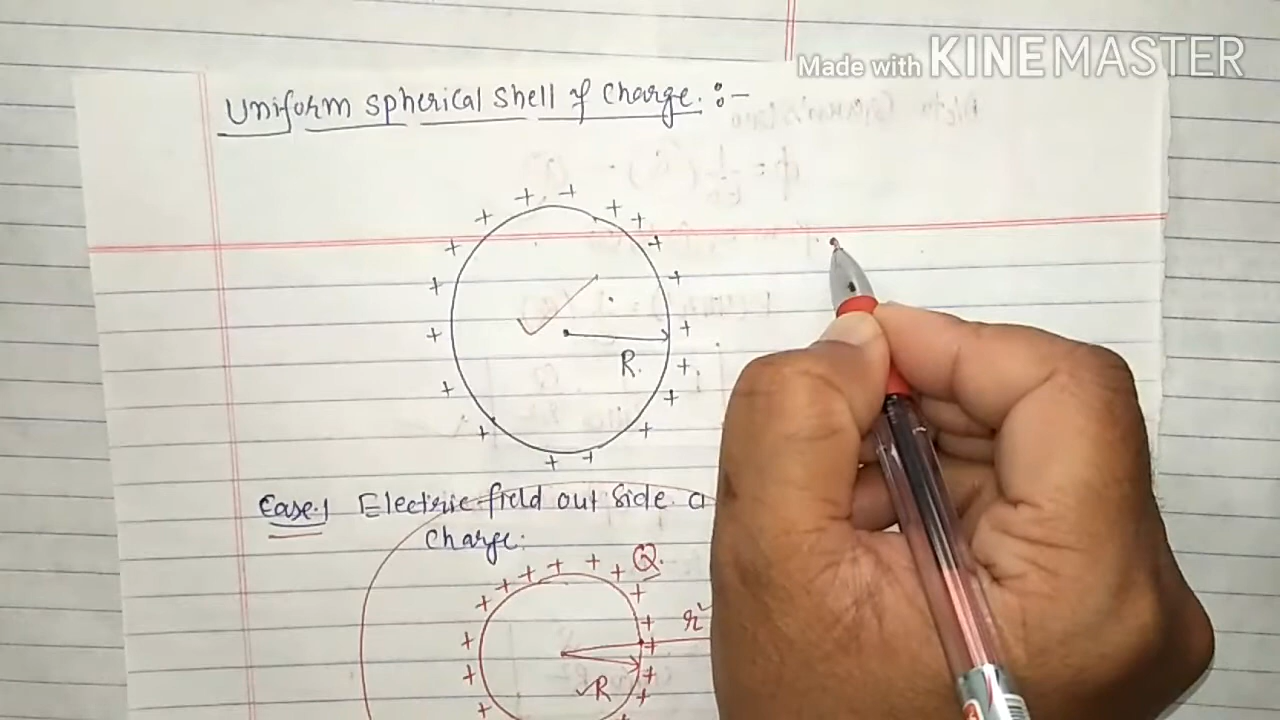 Made with KINEMASTER
Uniform Spherical Shell of Charge. :-
+ + + + + + + + + + + + + + + + + + + +
R.
Case.1 Electric field out side a
charge.
+ + + + + + + + + + + + + + +
Q.
r
R